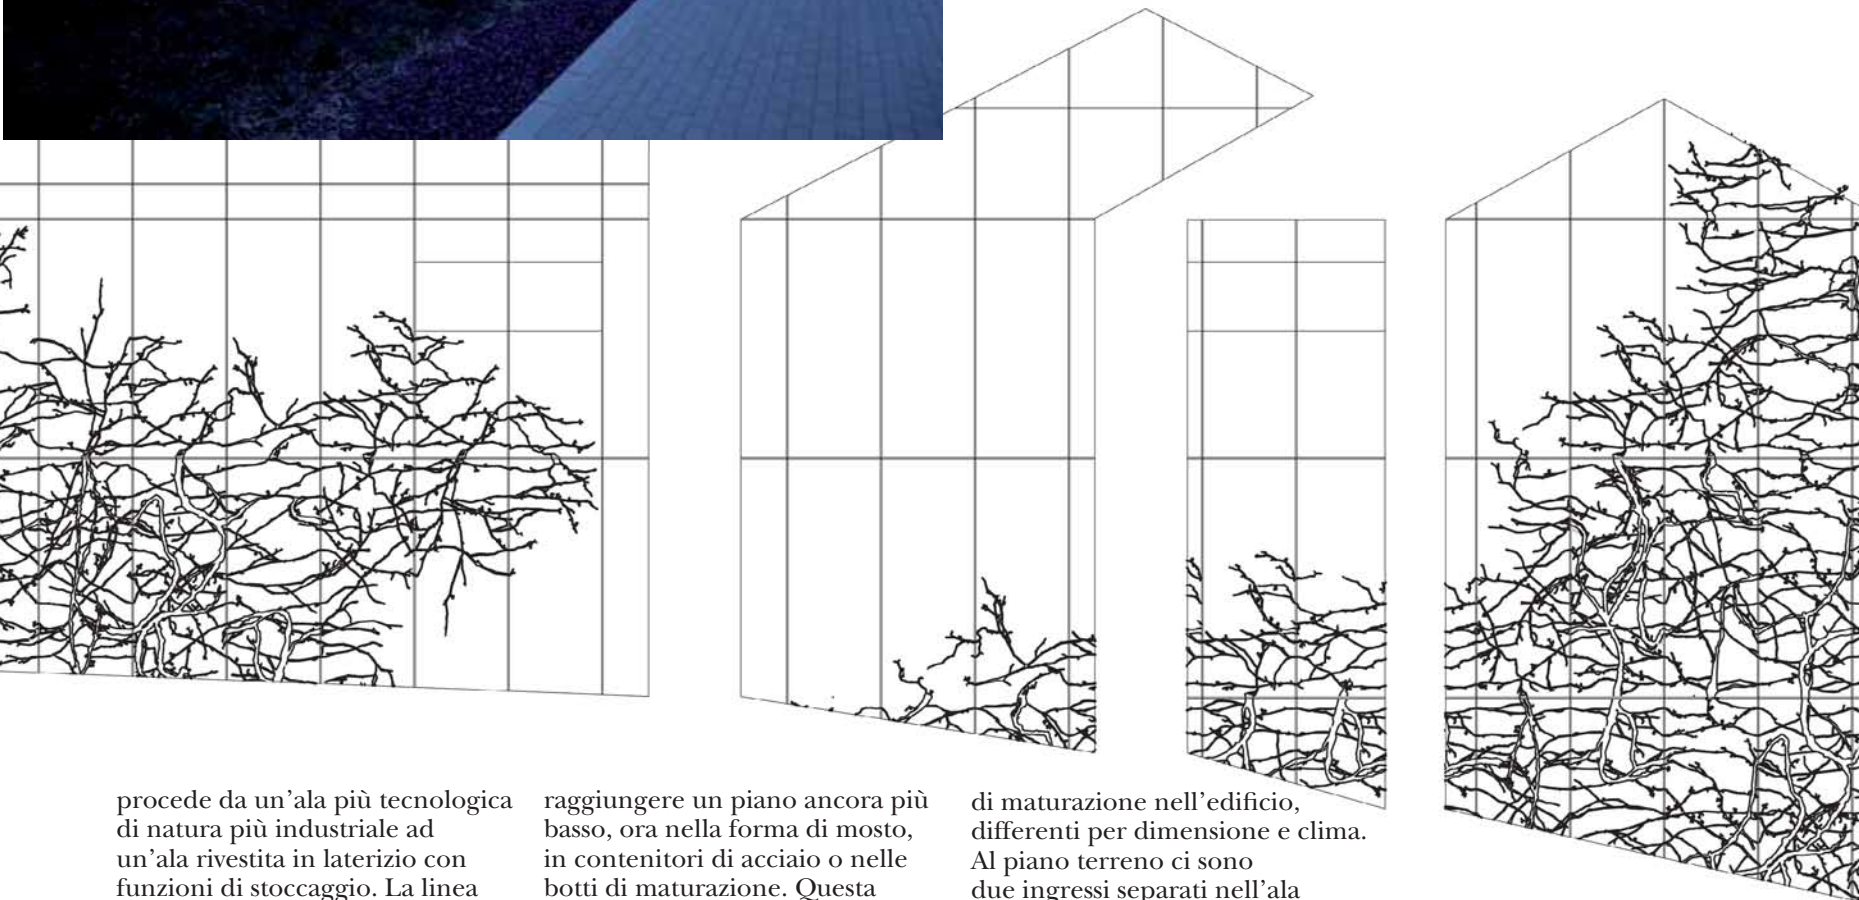 procede da un’ala più tecnologica
di natura più industriale ad
un’ala rivestita in laterizio con
funzioni di stoccaggio. La linea
raggiungere un piano ancora più
basso, ora nella forma di mosto,
in contenitori di acciaio o nelle
botti di maturazione. Questa
di maturazione nell’edificio,
differenti per dimensione e clima.
Al piano terreno ci sono
due ingressi separati nell’ala